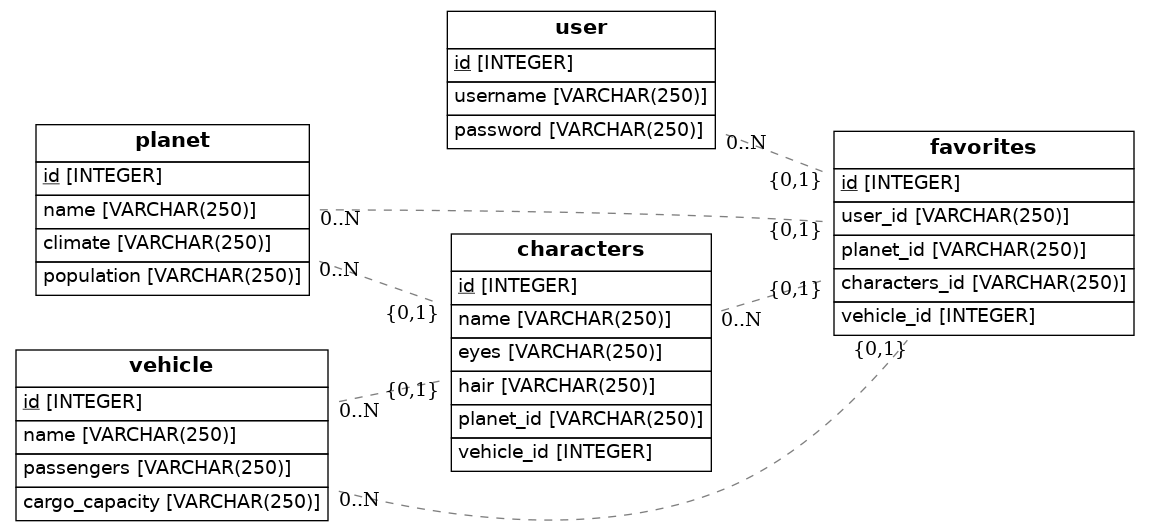 user
id [INTEGER]
username [VARCHAR(250)]
password [VARCHAR(250)]
0..N
{0,1}
planet
id [INTEGER]
name [VARCHAR(250)]
climate [VARCHAR(250)]
population [VARCHAR(250)]
0..N
{0,1}
0..N
{0,1}
favorites
id [INTEGER]
user_id [VARCHAR(250)]
planet_id [VARCHAR(250)]
characters_id [VARCHAR(250)]
vehicle_id [INTEGER]
{0,1}
characters
id [INTEGER]
name [VARCHAR(250)]
eyes [VARCHAR(250)]
hair [VARCHAR(250)]
planet_id [VARCHAR(250)]
vehicle_id [INTEGER]
0..N
{0,1}
vehicle
id [INTEGER]
name [VARCHAR(250)]
passengers [VARCHAR(250)]
cargo_capacity [VARCHAR(250)]
0..N
{0,1}
0..N